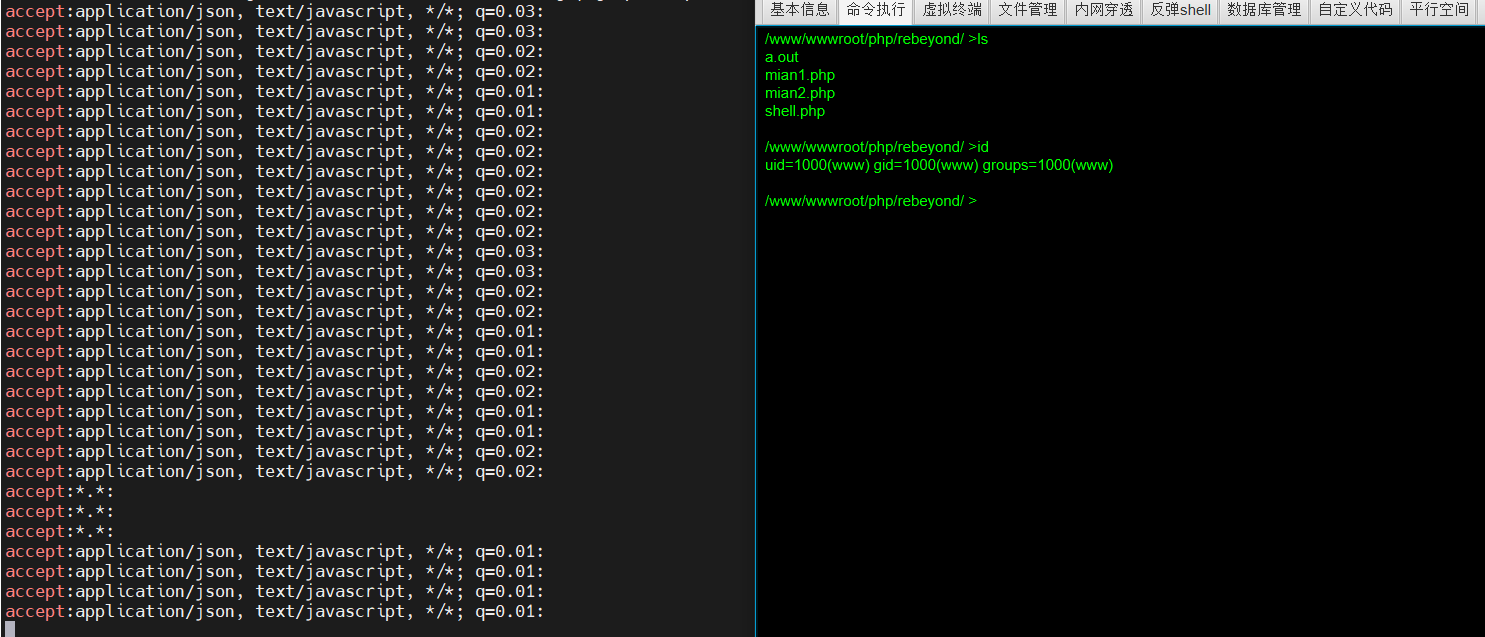 accept:application/json, text/javascript, */*; q=0.03:
accept:application/json, text/javascript, */*; q=0.03:
accept:application/json, text/javascript, */*; q=0.02:
accept:application/json, text/javascript, */*; q=0.02:
accept:application/json, text/javascript, */*; q=0.01:
accept:application/json, text/javascript, */*; q=0.01:
accept:application/json, text/javascript, */*; q=0.02:
accept:application/json, text/javascript, */*; q=0.02:
accept:application/json, text/javascript, */*; q=0.02:
accept:application/json, text/javascript, */*; q=0.02:
accept:application/json, text/javascript, */*; q=0.02:
accept:application/json, text/javascript, */*; q=0.02:
accept:application/json, text/javascript, */*; q=0.03:
accept:application/json, text/javascript, */*; q=0.03:
accept:application/json, text/javascript, */*; q=0.02:
accept:application/json, text/javascript, */*; q=0.02:
accept:application/json, text/javascript, */*; q=0.01:
accept:application/json, text/javascript, */*; q=0.01:
accept:application/json, text/javascript, */*; q=0.02:
accept:application/json, text/javascript, */*; q=0.02:
accept:application/json, text/javascript, */*; q=0.01:
accept:application/json, text/javascript, */*; q=0.01:
accept:application/json, text/javascript, */*; q=0.02:
accept:application/json, text/javascript, */*; q=0.02:
accept:*.*:
accept:*.*:
accept:*.*:
accept:application/json, text/javascript, */*; q=0.01:
accept:application/json, text/javascript, */*; q=0.01:
accept:application/json, text/javascript, */*; q=0.01:
accept:application/json, text/javascript, */*; q=0.01:
基本信息 命令执行 虚拟终端 文件管理 内网穿透 反弹shell 数据库管理 自定义代码 平行空间
/www/wwwroot/php/rebeyond/ >ls
a.out
mian1.php
mian2.php
shell.php
/www/wwwroot/php/rebeyond/ >id
uid=1000(www) gid=1000(www) groups=1000(www)
/www/wwwroot/php/rebeyond/ >